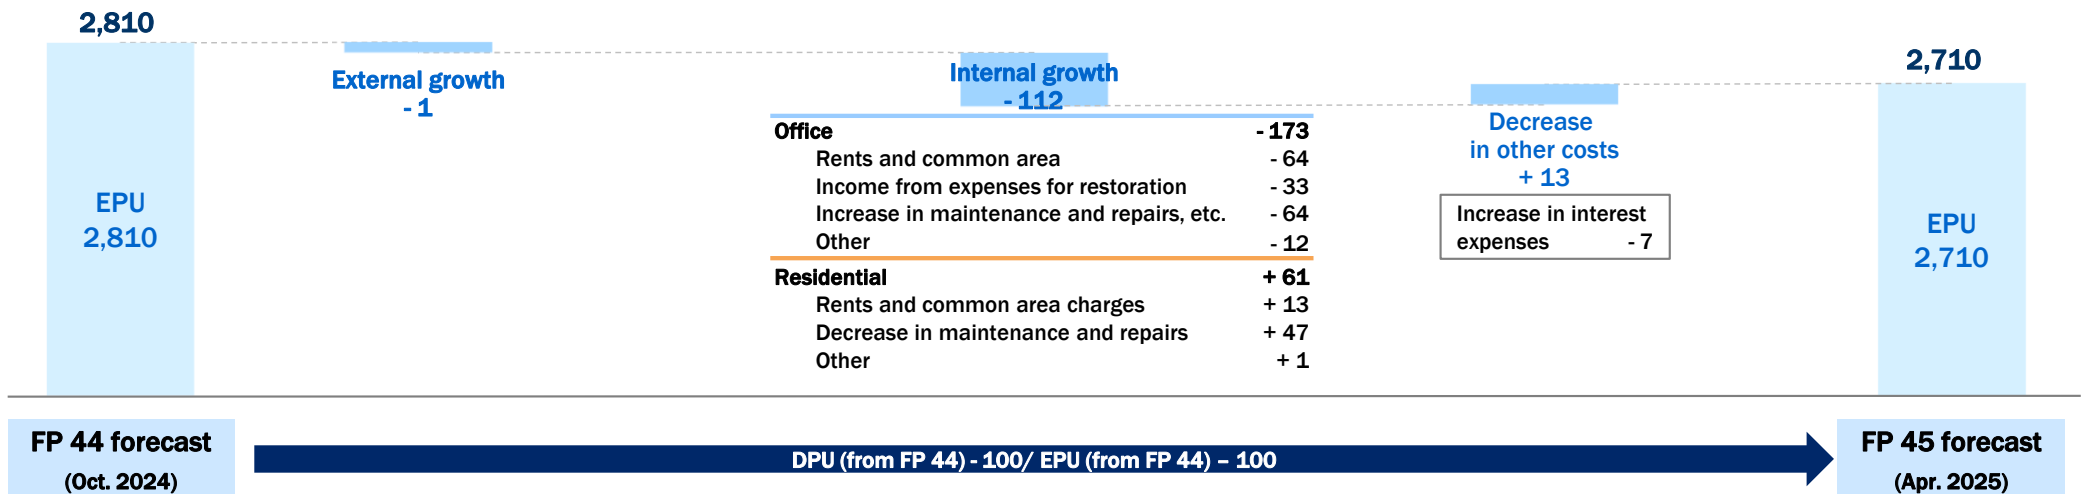 2,810
EPU
2,810
External growth
- 1
Internal growth
- 112
Office - 173
Rents and common area - 64
Income from expenses for restoration - 33
Increase in maintenance and repairs, etc. - 64
Other - 12
Residential + 61
Rents and common area charges + 13
Decrease in maintenance and repairs + 47
Other + 1
Decrease
in other costs
+ 13
Increase in interest
expenses - 7
2,710
EPU
2,710
FP 44 forecast
(Oct. 2024)
DPU (from FP 44) - 100/ EPU (from FP 44) – 100
FP 45 forecast
(Apr. 2025)